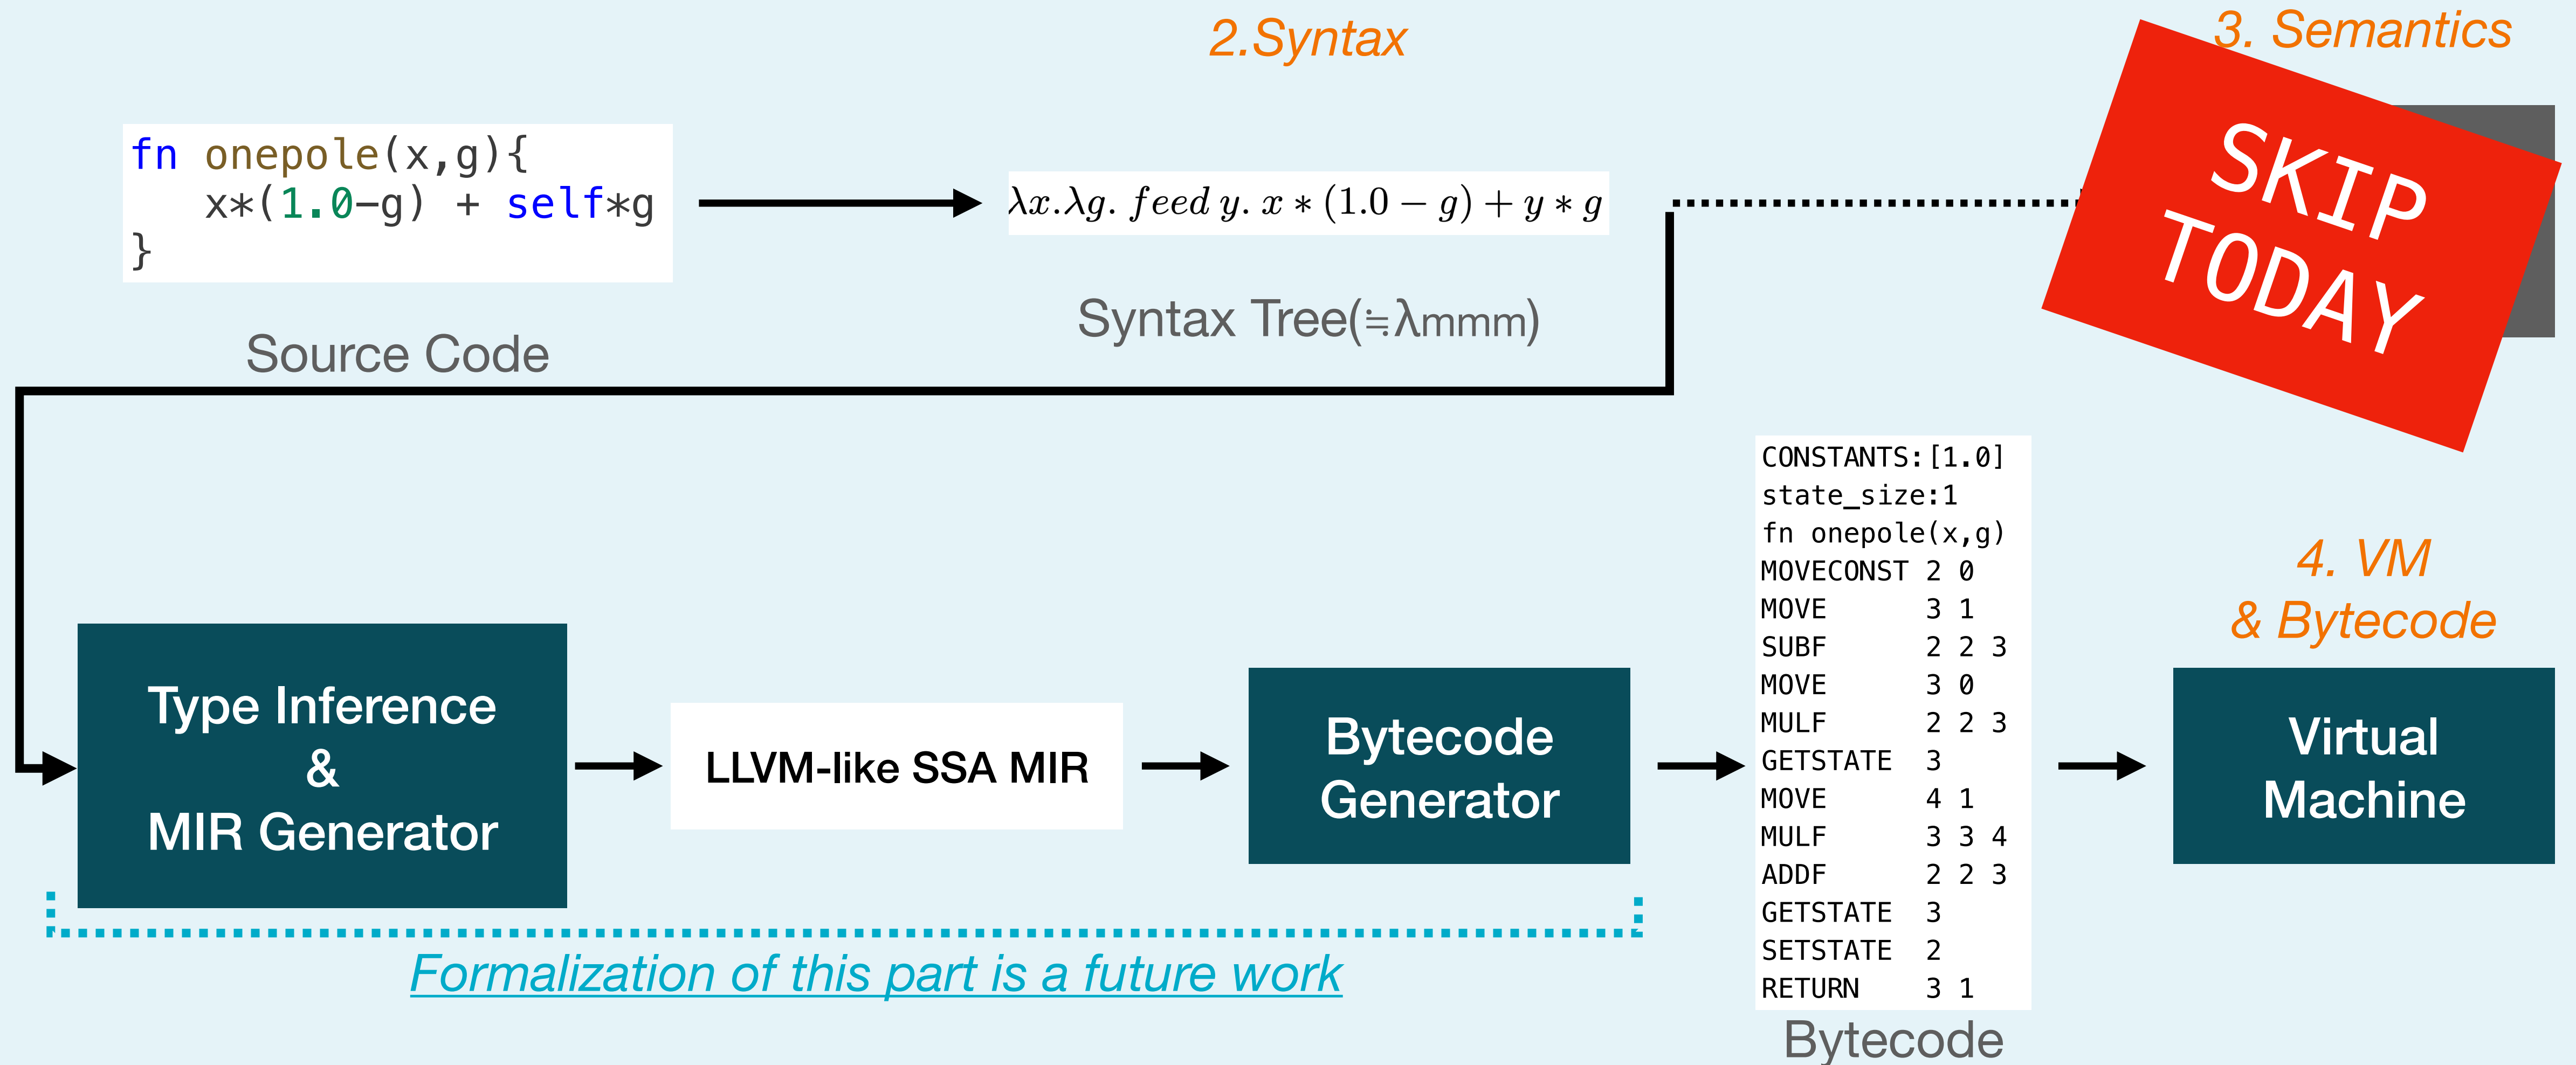 2.Syntax
3. Semantics
fn onepole(x,g){
x*(1.0-g) + self*g
}
Source Code
λx.λg. feed y. x ∗ (1.0 − g) + y ∗ g
Syntax Tree(≒λmmm)
SKIP
TODAY
Type Inference
&
MIR Generator
LLVM-like SSA MIR
Bytecode
Generator
Formalization of this part is a future work
CONSTANTS:[1.0]
state_size:1
fn onepole(x,g)
MOVECONST 2 0
MOVE 3 1
SUBF 2 2 3
MOVE 3 0
MULF 2 2 3
GETSTATE 3
MOVE 4 1
MULF 3 3 4
ADDF 2 2 3
GETSTATE 3
SETSTATE 2
RETURN 3 1
Bytecode
4. VM
& Bytecode
Virtual
Machine